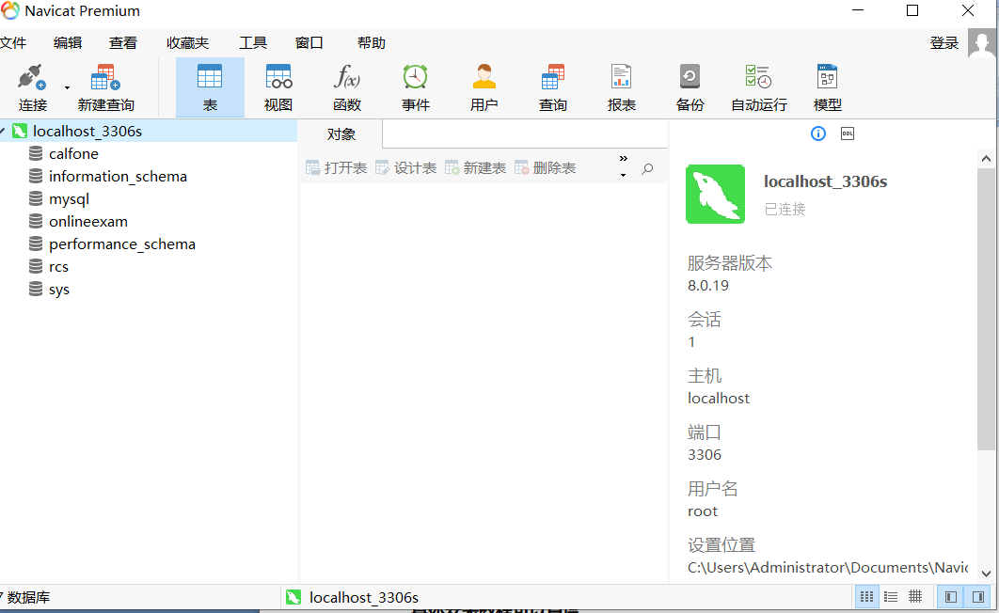 Navicat Premium
文件 编辑 查看 收藏夹 工具 窗口 帮助 登录
连接 新建查询 表 视图 函数 事件 用户 查询 报表 备份 自动运行 模型
localhost_3306s
calfone
information_schema
mysql
onlineexam
performance_schema
rcs
sys
对象
打开表 设计表 新建表 删除表
DDL
localhost_3306s
已连接
服务器版本
8.0.19
会话
1
主机
localhost
端口
3306
用户名
root
设置位置
C:\Users\Administrator\Documents\Navic
7 数据库
localhost_3306s